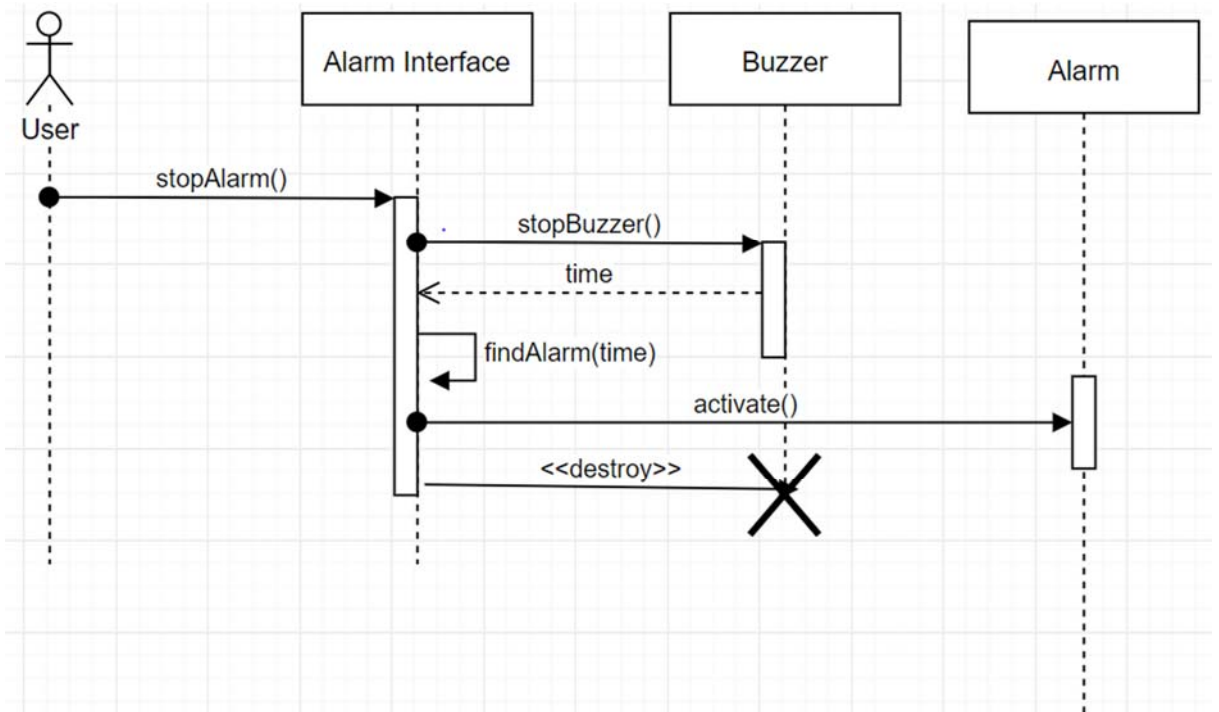 Alarm Interface
Buzzer
Alarm
User
stopAlarm()
stopBuzzer()
time
findAlarm(time)
activate()
<<destroy>>